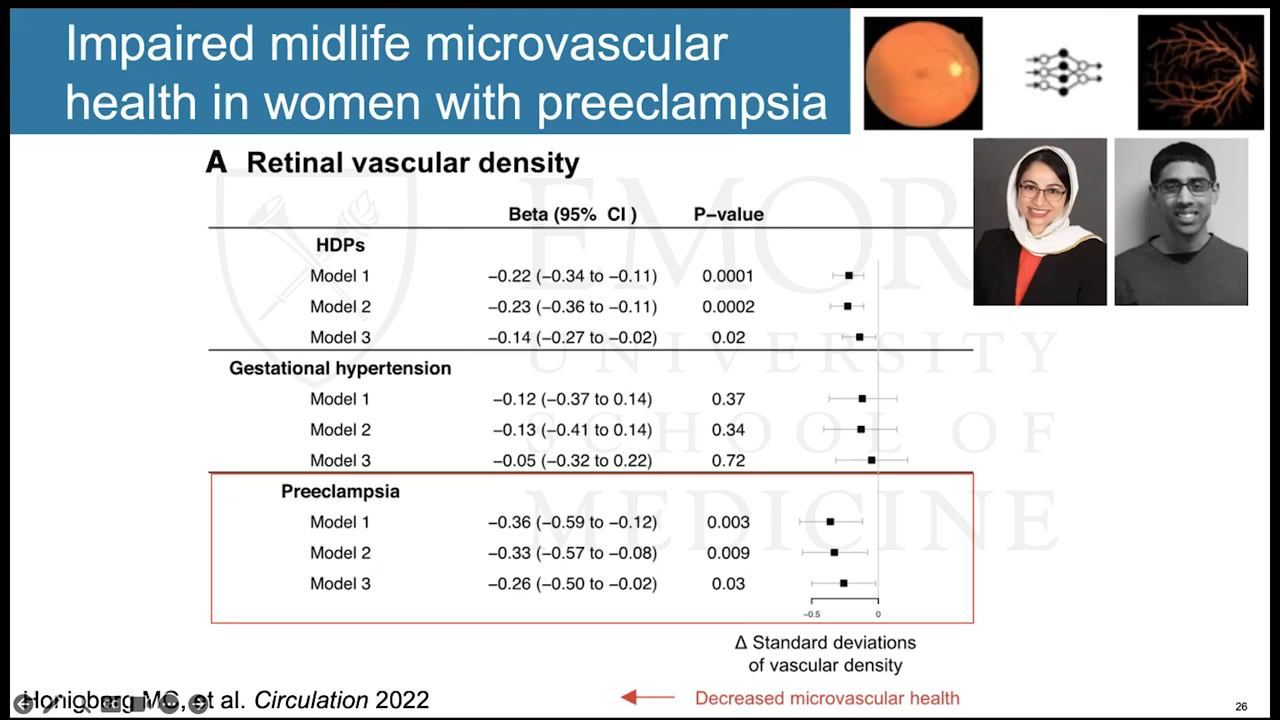 Impaired midlife microvascular
health in women with preeclampsia
A Retinal vascular density
Beta (95% CI ) P−value
HDPs
Model 1 −0.22 (−0.34 to −0.11) 0.0001
Model 2 −0.23 (−0.36 to −0.11) 0.0002
Model 3 −0.14 (−0.27 to −0.02) 0.02
Gestational hypertension
Model 1 −0.12 (−0.37 to 0.14) 0.37
Model 2 −0.13 (−0.41 to 0.14) 0.34
Model 3 −0.05 (−0.32 to 0.22) 0.72
Preeclampsia
Model 1 −0.36 (−0.59 to −0.12) 0.003
Model 2 −0.33 (−0.57 to −0.08) 0.009
Model 3 −0.26 (−0.50 to −0.02) 0.03
−0.5 0
Δ Standard deviations
of vascular density
Decreased microvascular health
Honigberg MC, et al. Circulation 2022
26
EMORY
UNIVERSITY
SCHOOL OF
MEDICINE